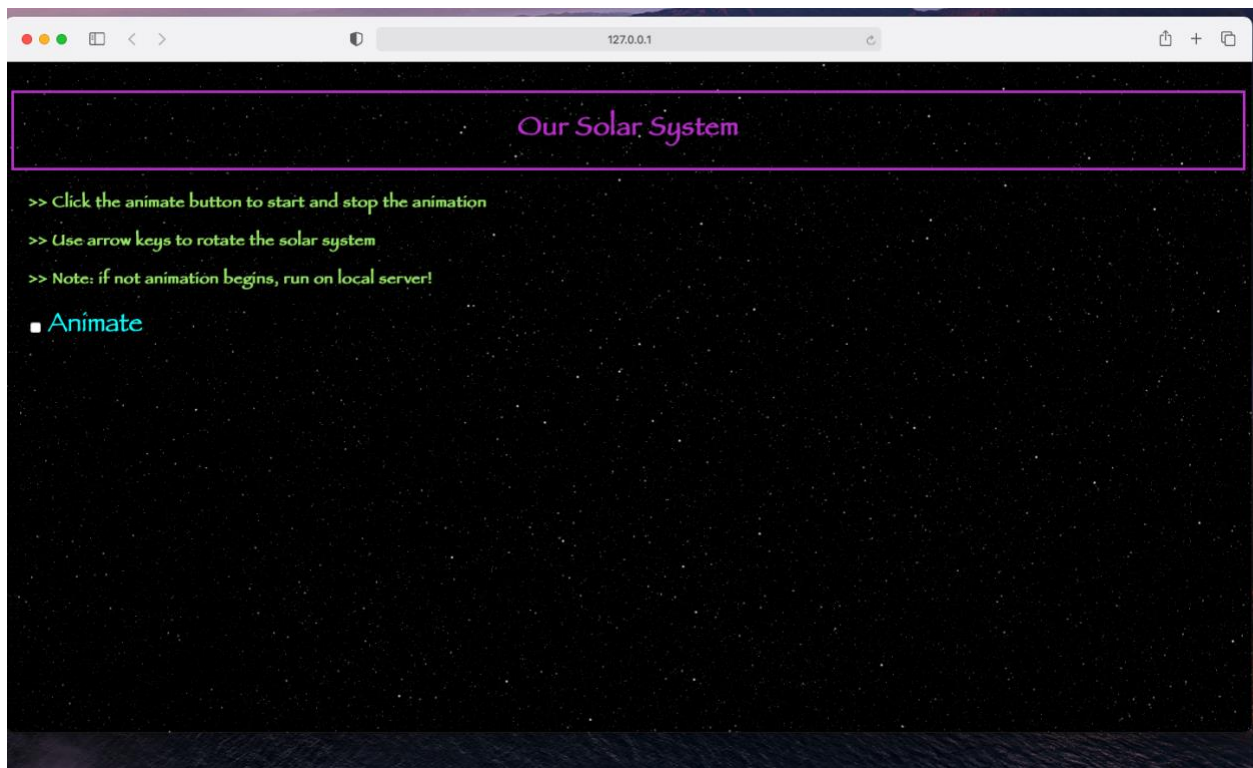 127.0.0.1
Our Solar System
>> Click the animate button to start and stop the animation
>> Use arrow keys to rotate the solar system
>> Note: if not animation begins, run on local server!
Animate